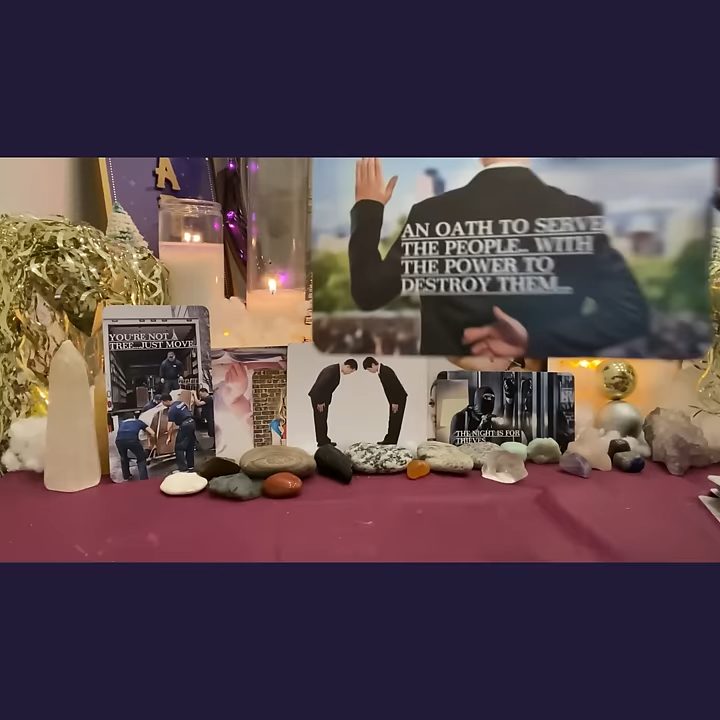 A
AN OATH TO SERVE
THE PEOPLE... WITH
THE POWER TO
DESTROY THEM...
YOU'RE NOT A
TREE...JUST MOVE
THE NIGHT IS FOR
THIEVES